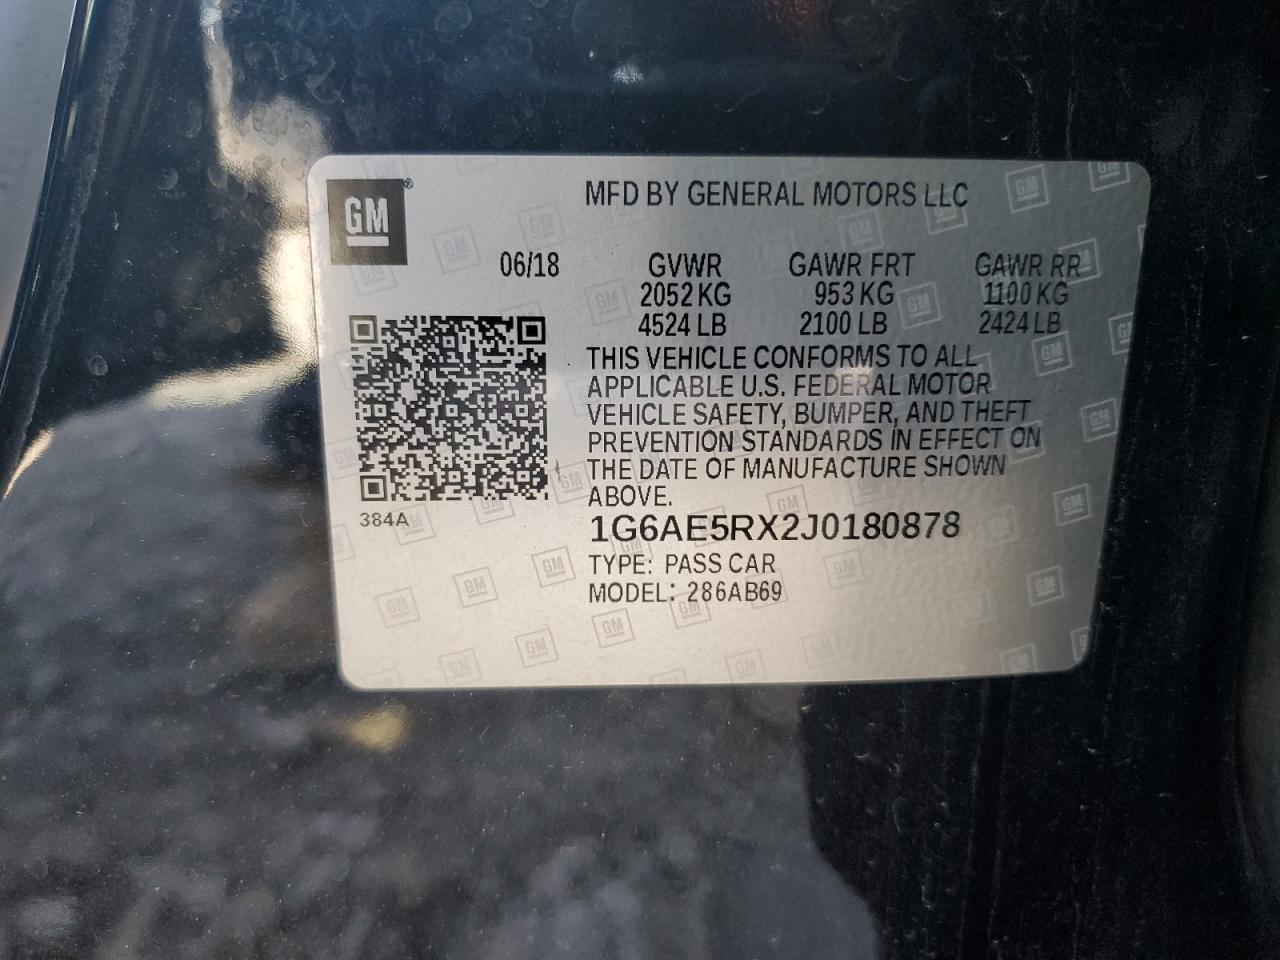 GM®
MFD BY GENERAL MOTORS LLC
06/18 GVWR GAWR FRT GAWR RR
2052 KG 953 KG 1100 KG
4524 LB 2100 LB 2424 LB
THIS VEHICLE CONFORMS TO ALL
APPLICABLE U.S. FEDERAL MOTOR
VEHICLE SAFETY, BUMPER, AND THEFT
PREVENTION STANDARDS IN EFFECT ON
THE DATE OF MANUFACTURE SHOWN
ABOVE.
384A
1G6AE5RX2J0180878
TYPE: PASS CAR
MODEL: 286AB69